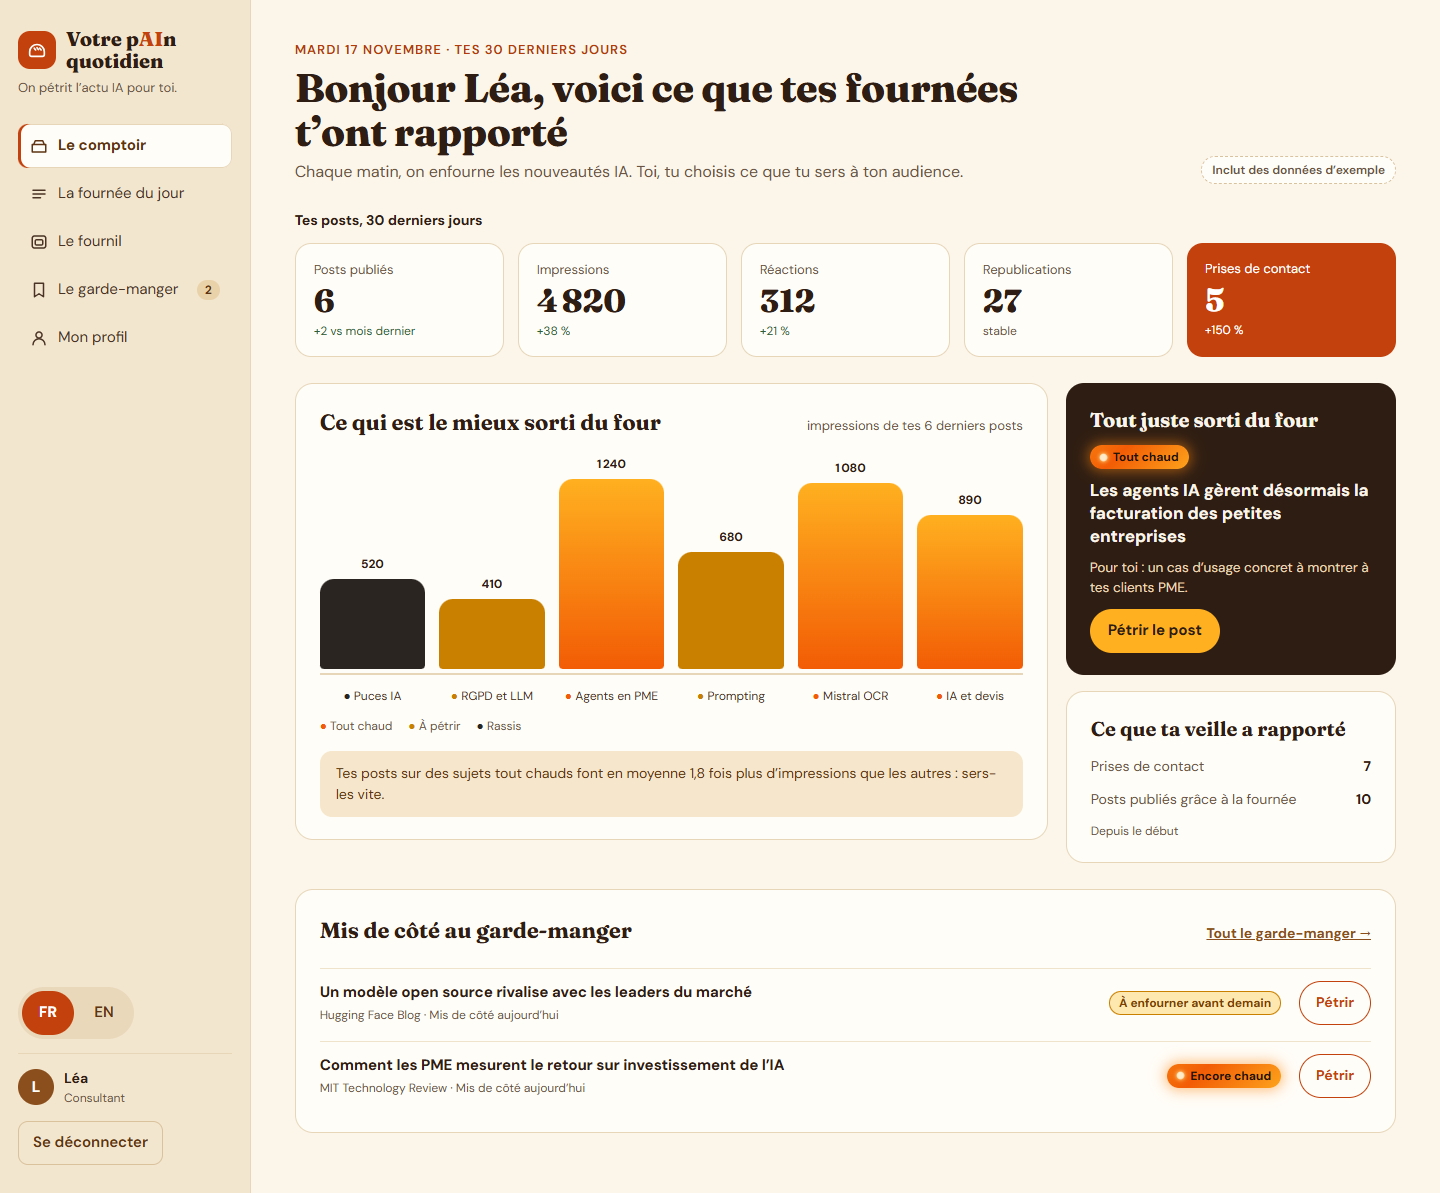 Votre pAIn
quotidien
On pétrit l’actu IA pour toi.
Le comptoir
La fournée du jour
Le fournil
Le garde-manger 2
Mon profil
FR EN
L
Léa
Consultant
Se déconnecter
MARDI 17 NOVEMBRE · TES 30 DERNIERS JOURS
Bonjour Léa, voici ce que tes fournées
t’ont rapporté
Chaque matin, on enfourne les nouveautés IA. Toi, tu choisis ce que tu sers à ton audience.
Inclut des données d’exemple
Tes posts, 30 derniers jours
Posts publiés
6
+2 vs mois dernier
Impressions
4 820
+38 %
Réactions
312
+21 %
Republications
27
stable
Prises de contact
5
+150 %
Ce qui est le mieux sorti du four
impressions de tes 6 derniers posts
520
410
1 240
680
1 080
890
Puces IA
RGPD et LLM
Agents en PME
Prompting
Mistral OCR
IA et devis
Tout chaud
À pétrir
Rassis
Tes posts sur des sujets tout chauds font en moyenne 1,8 fois plus d’impressions que les autres : sers-
les vite.
Tout juste sorti du four
Tout chaud
Les agents IA gèrent désormais la
facturation des petites
entreprises
Pour toi : un cas d’usage concret à montrer à
tes clients PME.
Pétrir le post
Ce que ta veille a rapporté
Prises de contact 7
Posts publiés grâce à la fournée 10
Depuis le début
Mis de côté au garde-manger
Tout le garde-manger →
Un modèle open source rivalise avec les leaders du marché
Hugging Face Blog · Mis de côté aujourd’hui
À enfourner avant demain
Pétrir
Comment les PME mesurent le retour sur investissement de l’IA
MIT Technology Review · Mis de côté aujourd’hui
Encore chaud
Pétrir